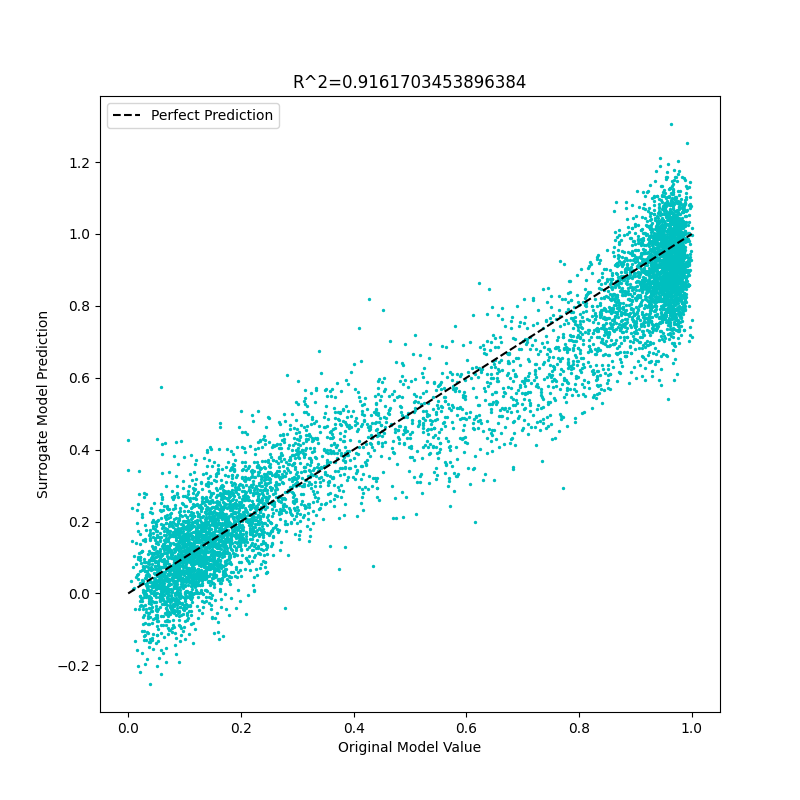 R^2=0.9161703453896384
Perfect Prediction
Surrogate Model Prediction
1.2
1.0
0.8
0.6
0.4
0.2
0.0
−0.2
0.0 0.2 0.4 0.6 0.8 1.0
Original Model Value